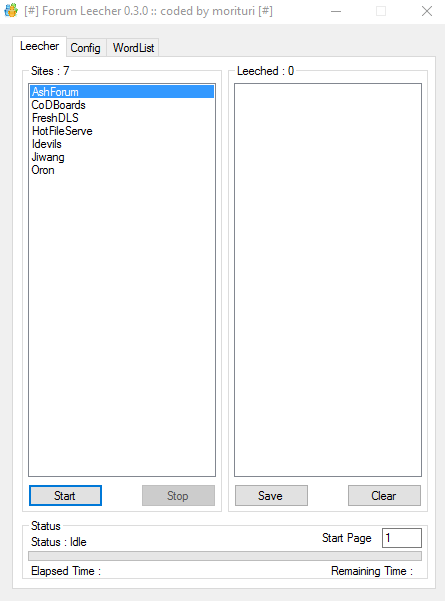 [#] Forum Leecher 0.3.0 :: coded by morituri [#]
Leecher Config WordList
Sites : 7
AshForum
CoDBoards
FreshDLS
HotFileServe
Idevils
Jiwang
Oron
Start Stop
Leeched : 0
Save Clear
Status
Status : Idle
Start Page 1
Elapsed Time :
Remaining Time :